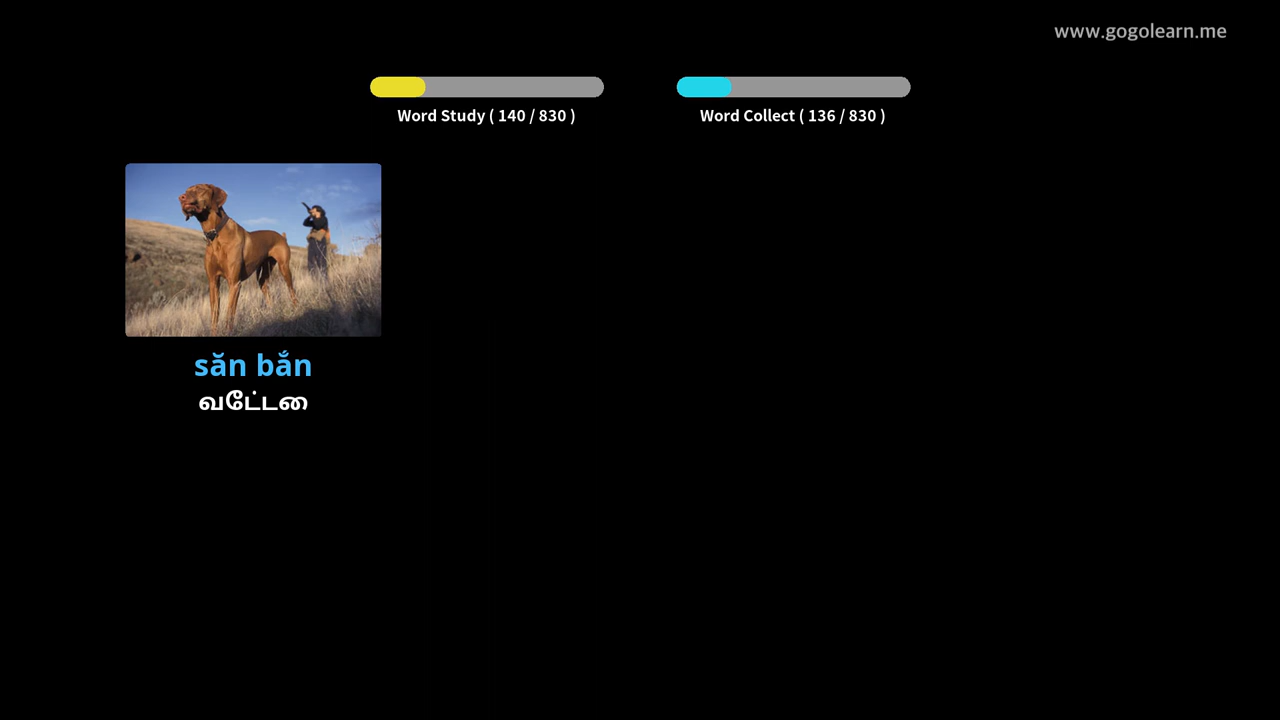 www.gogolearn.me
Word Study ( 140 / 830 )
Word Collect ( 136 / 830 )
săn bắn
வேட்டை